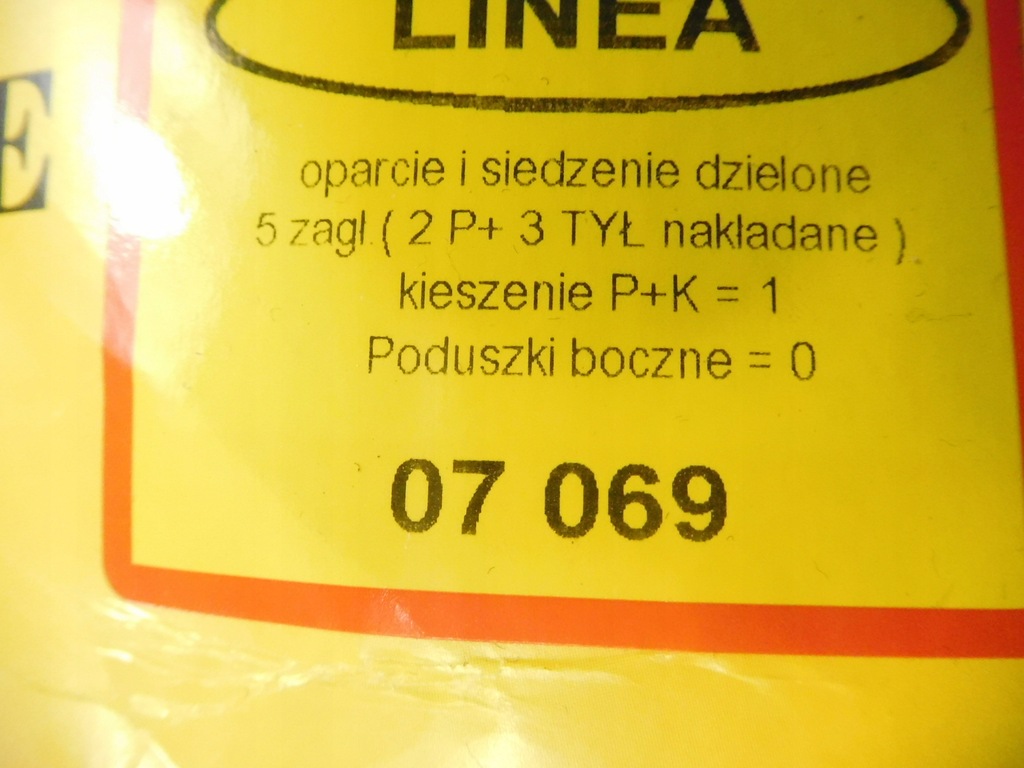 LINEA
E
oparcie i siedzenie dzielone
5 zagł.( 2 P+ 3 TYŁ nakładane )
kieszenie P+K = 1
Poduszki boczne = 0
07 069